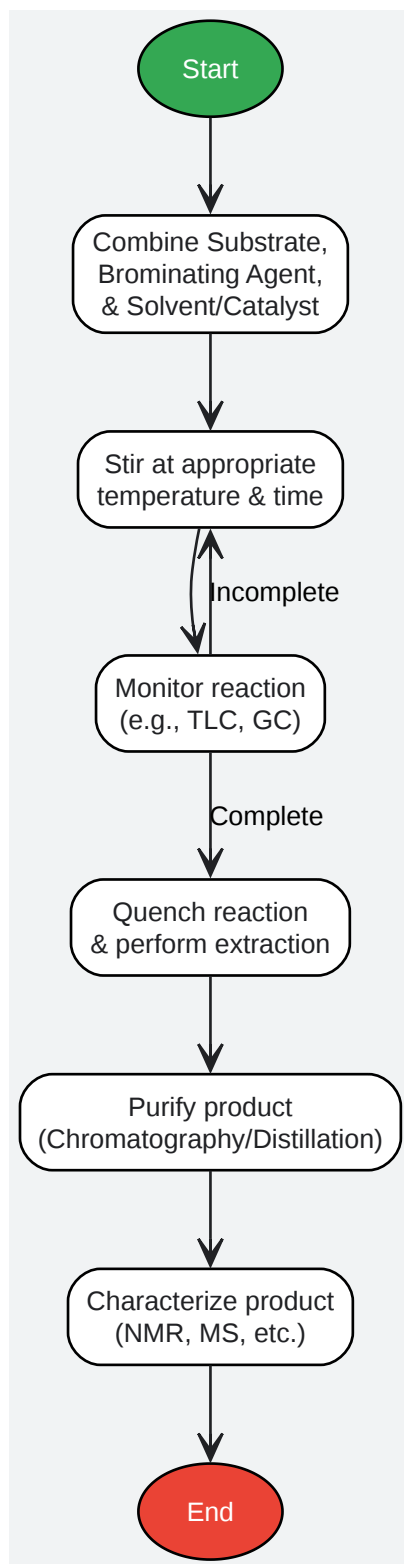 Start
Combine Substrate,
Brominating Agent,
& Solvent/Catalyst
Stir at appropriate
temperature & time
Incomplete
Monitor reaction
(e.g., TLC, GC)
Complete
Quench reaction
& perform extraction
Purify product
(Chromatography/Distillation)
Characterize product
(NMR, MS, etc.)
End